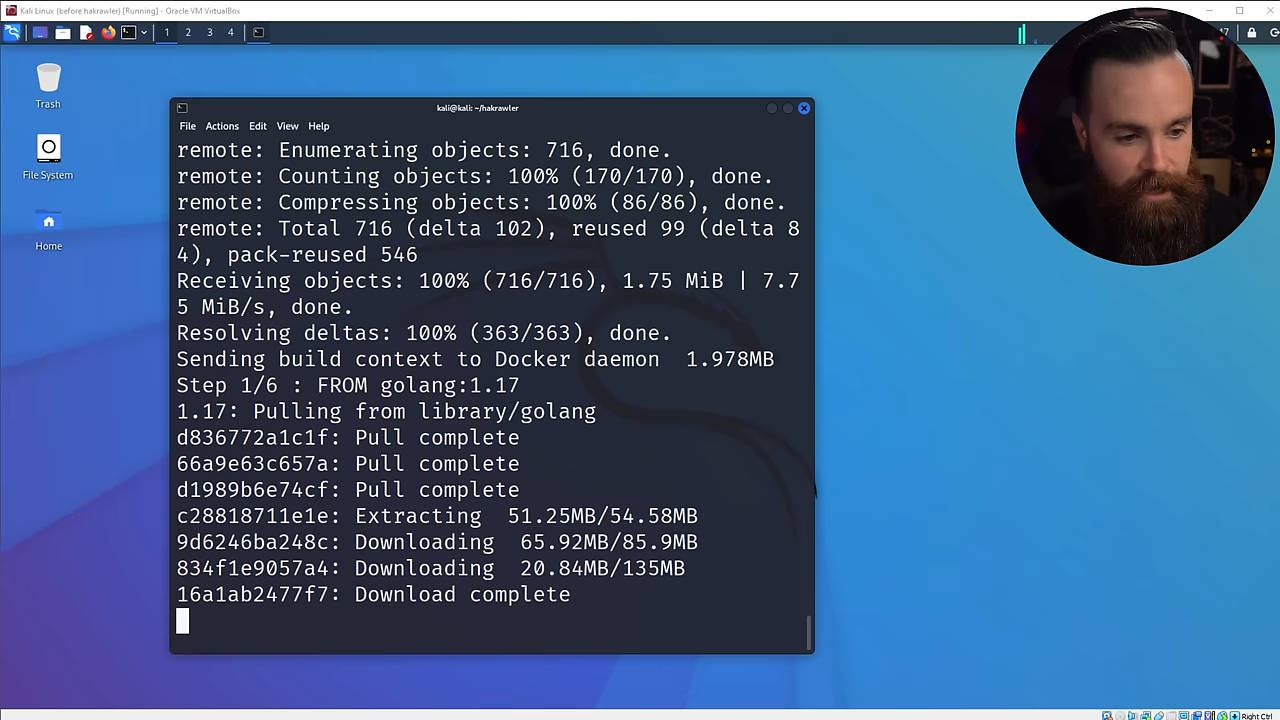 Kali Linux (before hakrawler) [Running] - Oracle VM VirtualBox
1 2 3 4
Trash
File System
Home
kali@kali: ~/hakrawler
File Actions Edit View Help
remote: Enumerating objects: 716, done.
remote: Counting objects: 100% (170/170), done.
remote: Compressing objects: 100% (86/86), done.
remote: Total 716 (delta 102), reused 99 (delta 8
4), pack-reused 546
Receiving objects: 100% (716/716), 1.75 MiB | 7.7
5 MiB/s, done.
Resolving deltas: 100% (363/363), done.
Sending build context to Docker daemon  1.978MB
Step 1/6 : FROM golang:1.17
1.17: Pulling from library/golang
d836772a1c1f: Pull complete
66a9e63c657a: Pull complete
d1989b6e74cf: Pull complete
c28818711e1e: Extracting  51.25MB/54.58MB
9d6246ba248c: Downloading  65.92MB/85.9MB
834f1e9057a4: Downloading  20.84MB/135MB
16a1ab2477f7: Download complete
Right Ctrl